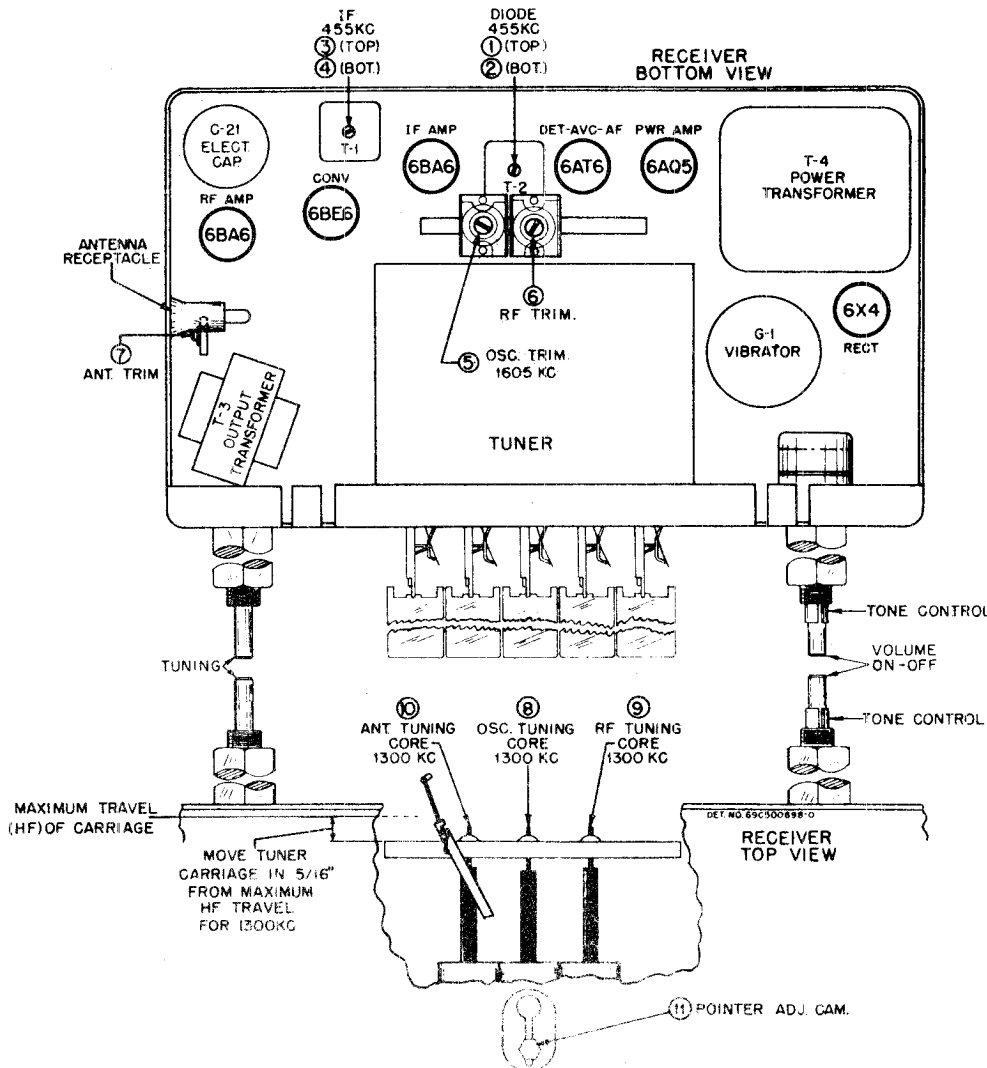 IF
455KC
③ (TOP)
④ (BOT.)
DIODE
455KC
① (TOP)
② (BOT.)
RECEIVER
BOTTOM VIEW
C-21
ELECT.
CAP.
T-1
IF AMP
6BA6
T-2
DET-AVC-AF
6AT6
PWR AMP
6AQ5
T-4
POWER
TRANSFORMER
RF AMP
6BA6
CONV
6BE6
ANTENNA
RECEPTACLE
⑦
ANT. TRIM
⑥
RF TRIM.
⑤ OSC. TRIM.
1605 KC
G-1
VIBRATOR
6X4
RECT
T-3
OUTPUT
TRANSFORMER
TUNER
TONE CONTROL
TUNING
VOLUME
ON-OFF
TONE CONTROL
⑩
ANT. TUNING
CORE
1300 KC
⑧
OSC. TUNING
CORE
1300 KC
⑨
RF TUNING
CORE
1300 KC
MAXIMUM TRAVEL
(HF) OF CARRIAGE
MOVE TUNER
CARRIAGE IN 5/16"
FROM MAXIMUM
HF TRAVEL
FOR 1300KC
DET. NO. 69C500898-0
RECEIVER
TOP VIEW
⑪ POINTER ADJ. CAM.